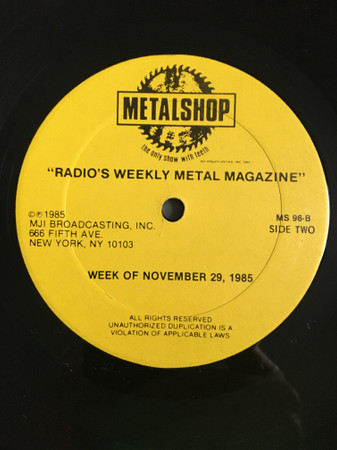 METALSHOP
the only show with teeth
"RADIO'S WEEKLY METAL MAGAZINE"
©℗1985
MJI BROADCASTING, INC.
666 FIFTH AVE.
NEW YORK, NY 10103
MS 96-B
SIDE TWO
WEEK OF NOVEMBER 29, 1985
ALL RIGHTS RESERVED
UNAUTHORIZED DUPLICATION IS A
VIOLATION OF APPLICABLE LAWS